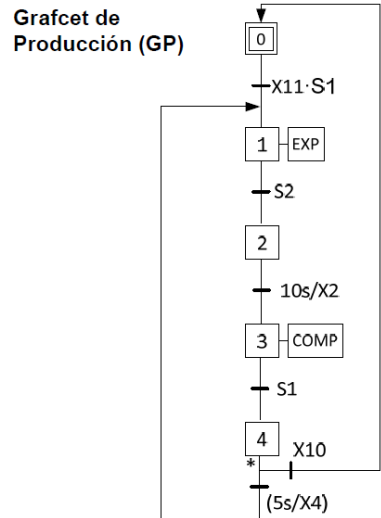 Grafcet de
Producción (GP)
0
X11·S1
1 EXP
S2
2
10s/X2
3 COMP
S1
4
* X10
(5s/X4)